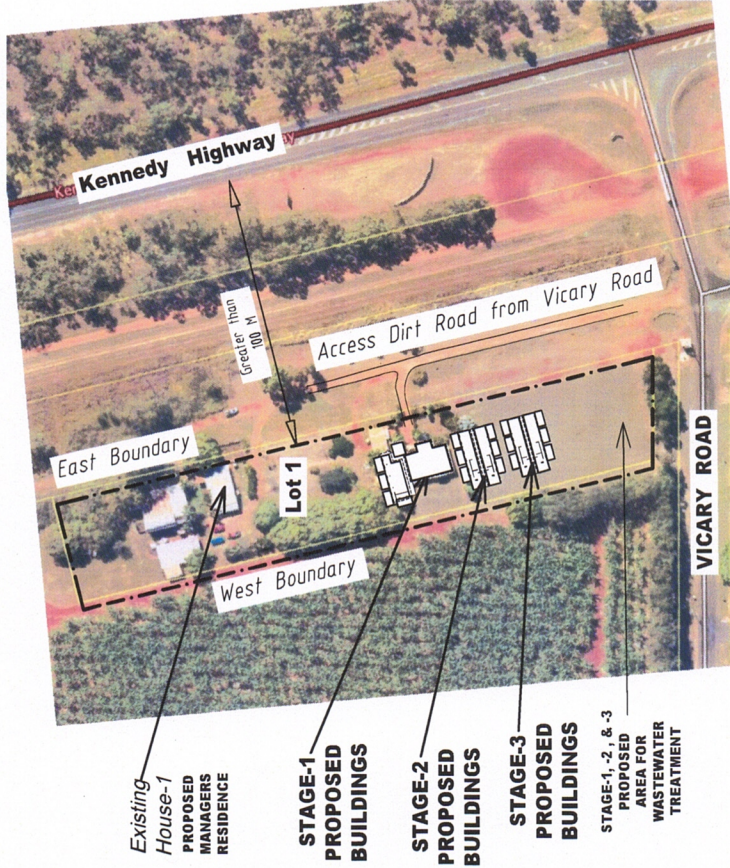 Kennedy Highway
Greater than
100 M
Access Dirt Road from Vicary Road
East Boundary
Lot 1
West Boundary
VICARY ROAD
Existing
House-1
PROPOSED
MANAGERS
RESIDENCE
STAGE-1
PROPOSED
BUILDINGS
STAGE-2
PROPOSED
BUILDINGS
STAGE-3
PROPOSED
BUILDINGS
STAGE-1, -2 , & -3
PROPOSED
AREA FOR
WASTEWATER
TREATMENT